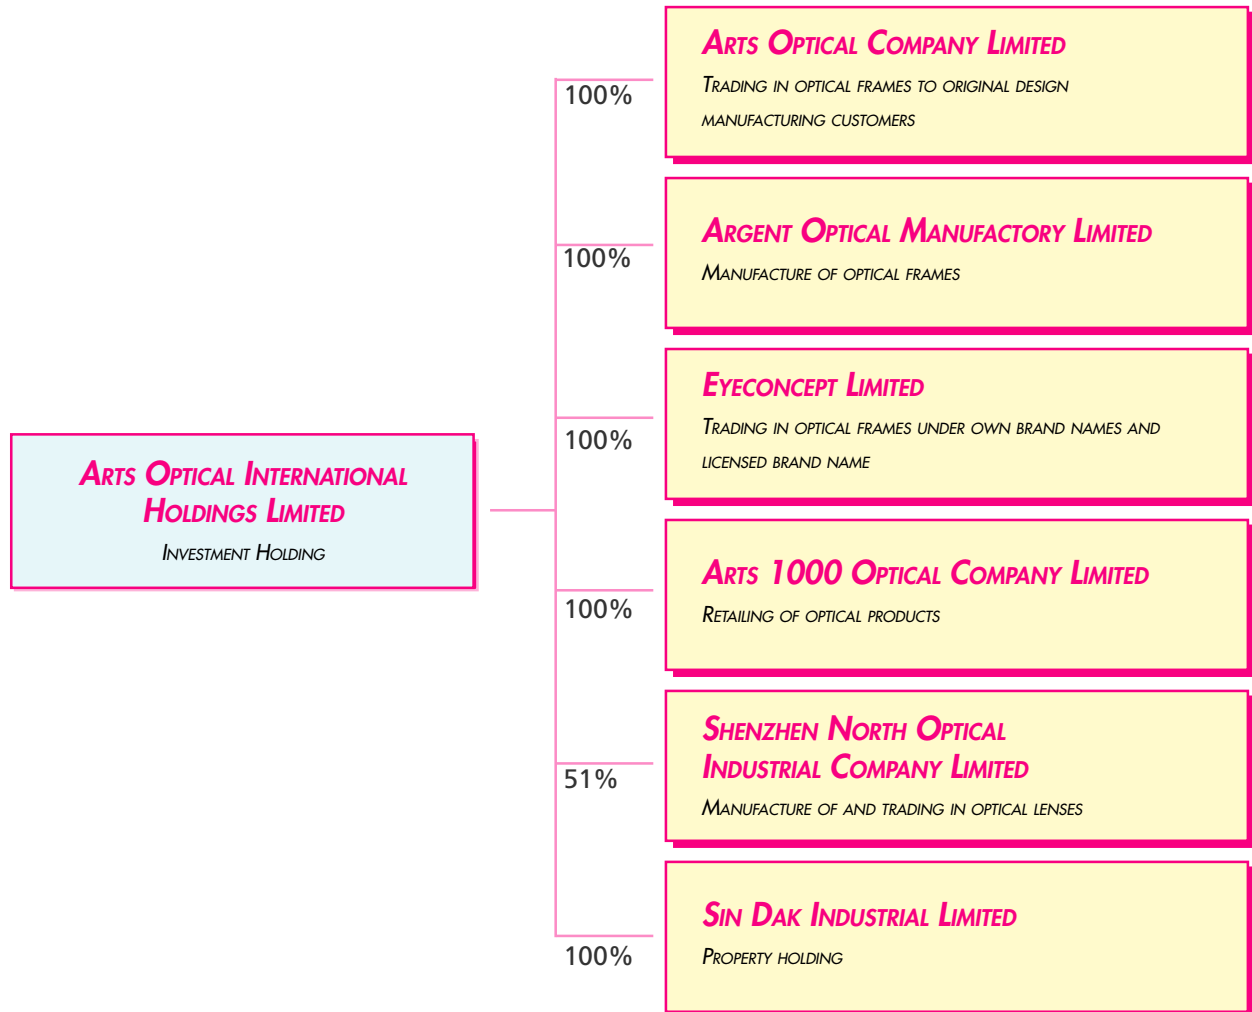 Arts Optical International
Holdings Limited
Investment Holding
100%
Arts Optical Company Limited
Trading in optical frames to original design
manufacturing customers
100%
Argent Optical Manufactory Limited
Manufacture of optical frames
100%
Eyeconcept Limited
Trading in optical frames under own brand names and
licensed brand name
100%
Arts 1000 Optical Company Limited
Retailing of optical products
51%
Shenzhen North Optical
Industrial Company Limited
Manufacture of and trading in optical lenses
100%
Sin Dak Industrial Limited
Property holding